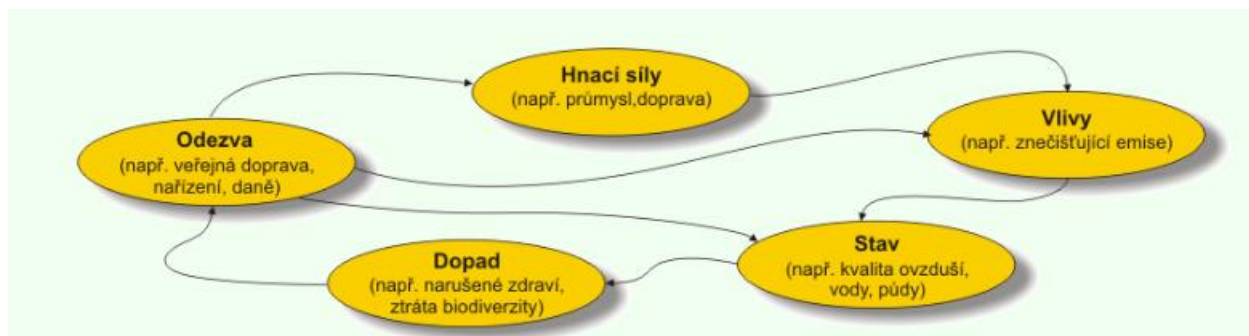 Hnací síly
(např. průmysl,doprava)
Vlivy
(např. znečišťující emise)
Odezva
(např. veřejná doprava,
nařízení, daně)
Stav
(např. kvalita ovzduší,
vody, půdy)
Dopad
(např. narušené zdraví,
ztráta biodiverzity)